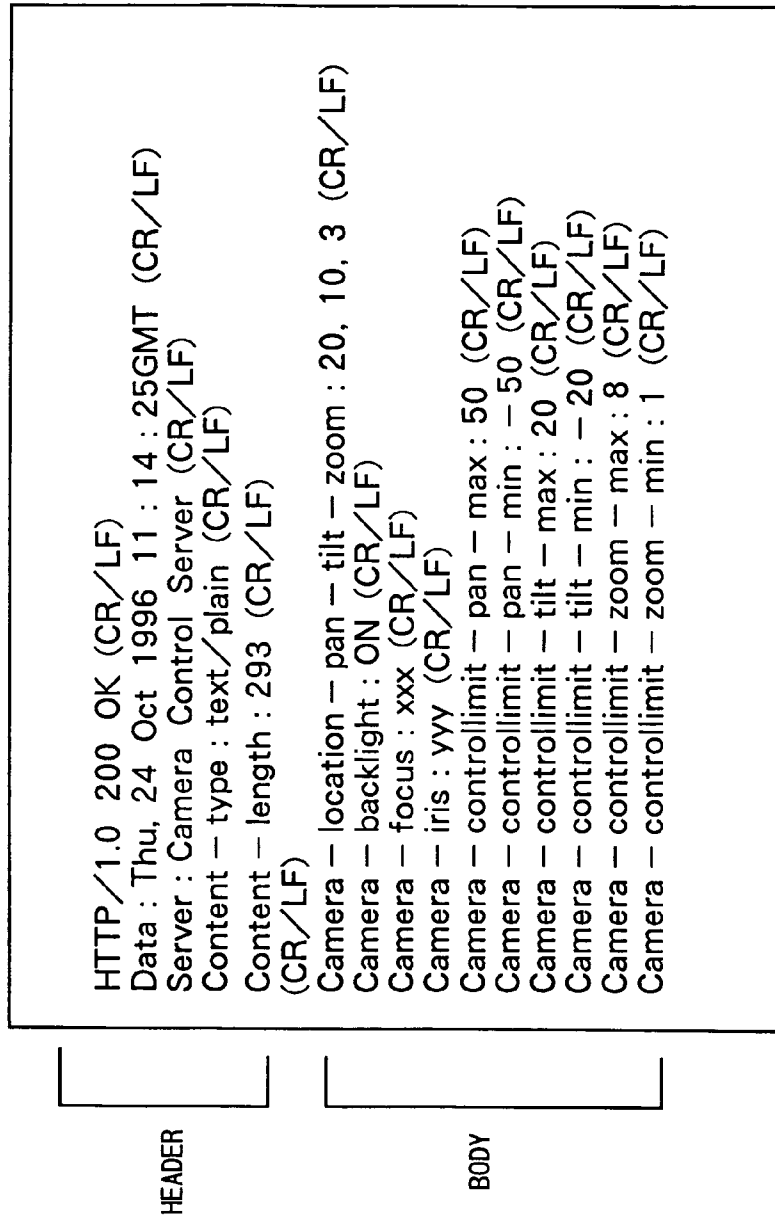 HEADER
HTTP/1.0 200 OK (CR/LF)
Data : Thu, 24 Oct 1996 11 : 14 : 25GMT (CR/LF)
Server : Camera Control Server (CR/LF)
Content — type : text/plain (CR/LF)
Content — length : 293 (CR/LF)
(CR/LF)
BODY
Camera — location — pan — tilt — zoom : 20, 10, 3 (CR/LF)
Camera — backlight : ON (CR/LF)
Camera — focus : xxx (CR/LF)
Camera — iris : yyy (CR/LF)
Camera — controllimit — pan — max : 50 (CR/LF)
Camera — controllimit — pan — min : — 50 (CR/LF)
Camera — controllimit — tilt — max : 20 (CR/LF)
Camera — controllimit — tilt — min : — 20 (CR/LF)
Camera — controllimit — zoom — max : 8 (CR/LF)
Camera — controllimit — zoom — min : 1 (CR/LF)